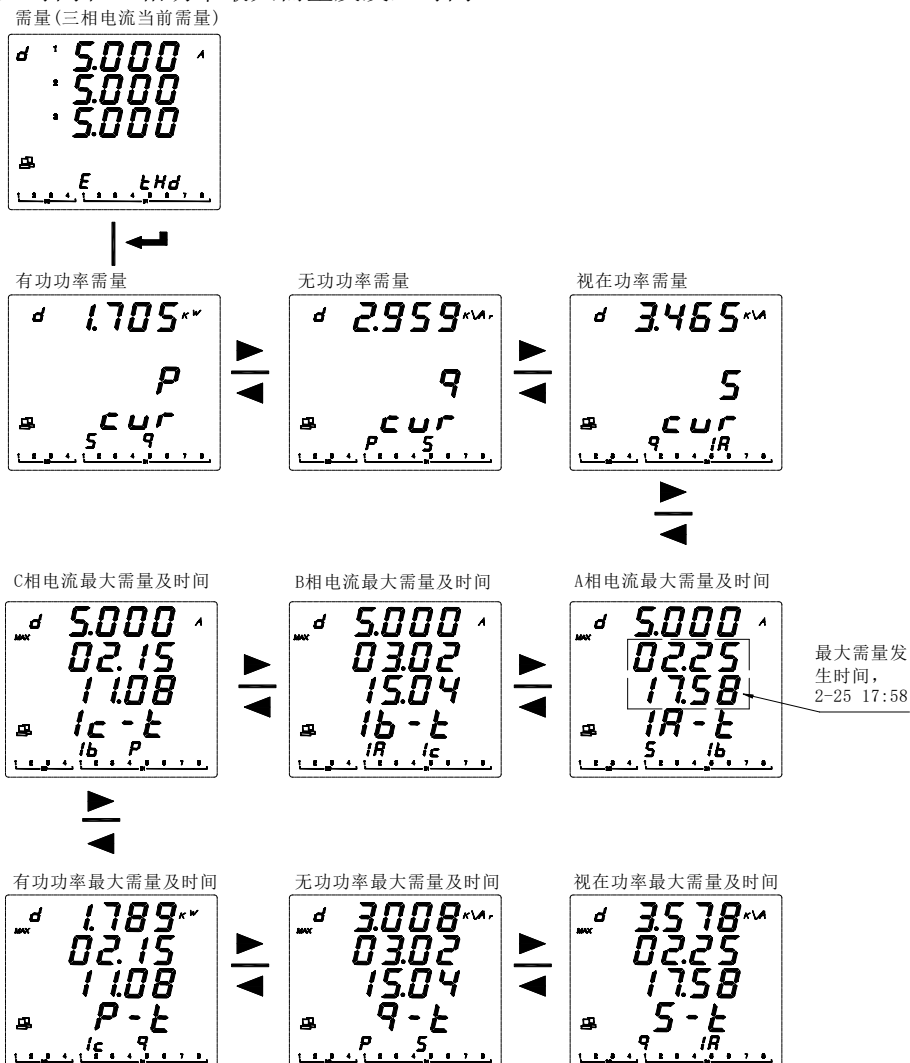 需量(三相电流当前需量)
d 1 5.000 A
2 5.000
3 5.000
E tHd
有功功率需量
无功功率需量
视在功率需量
d 1.705 KW
P
cur
S q
d 2.959 KVAr
q
cur
P S
d 3.465 KVA
S
cur
q IA
C相电流最大需量及时间
B相电流最大需量及时间
A相电流最大需量及时间
d 5.000 A
MAX
02.15
11.08
Ic-t
Ib P
d 5.000 A
03.02
15.04
Ib-t
IA Ic
d 5.000 A
MAX
02.25
17.58
IA-t
S Ib
最大需量发
生时间,
2-25 17:58
有功功率最大需量及时间
无功功率最大需量及时间
视在功率最大需量及时间
d 1.789 KW
MAX
02.15
11.08
P-t
Ic q
d 3.008 KVAr
MAX
03.02
15.04
q-t
P S
d 3.578 KVA
MAX
02.25
17.58
S-t
q IA